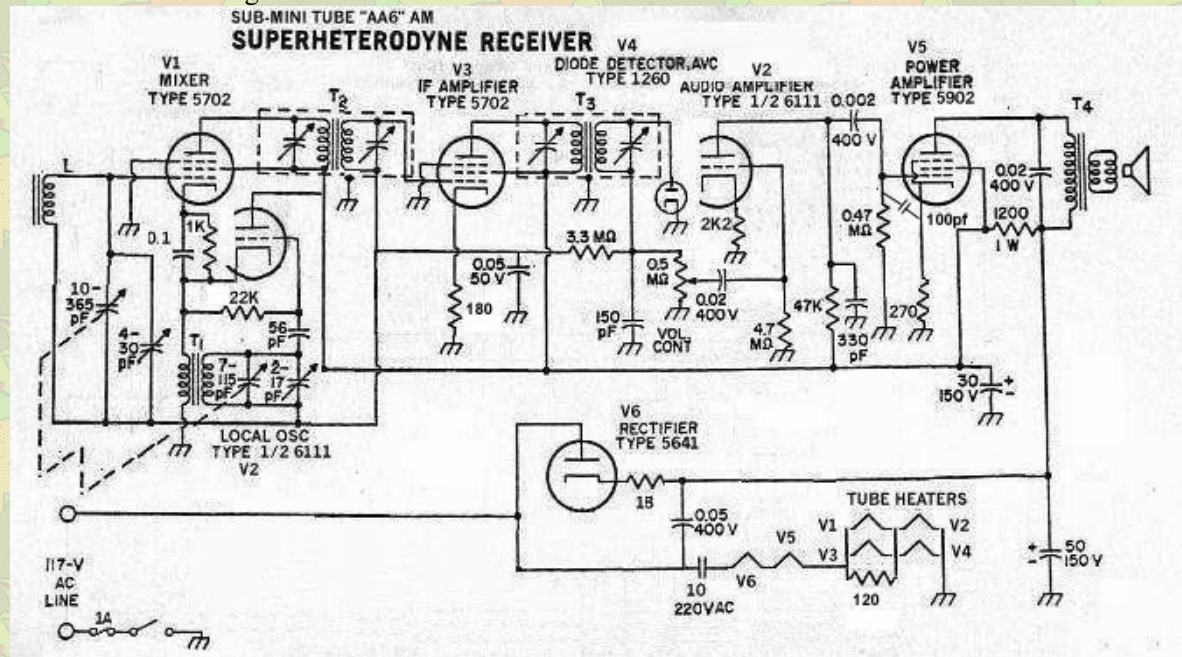 SUB-MINI TUBE "AA6" AM
SUPERHETERODYNE RECEIVER
V1
MIXER
TYPE 5702
T2
V3
IF AMPLIFIER
TYPE 5702
V4
DIODE DETECTOR, AVC
TYPE 1260
T3
V2
AUDIO AMPLIFIER
TYPE 1/2 6111
0.002
400 V
V5
POWER
AMPLIFIER
TYPE 5902
T4
L
0.1
1K
22K
56
pF
10-
365
pF
4-
30
pF
T1
7-
115
pF
2-
17
pF
LOCAL OSC
TYPE 1/2 6111
V2
0.05
50 V
180
3.3 MΩ
150
pF
0.5
MΩ
VOL
CONT
0.02
400 V
2K2
4.7
MΩ
47K
330
pF
0.47
MΩ
100pf
270
0.02
400 V
1200
1 W
30
150 V
+
-
V6
RECTIFIER
TYPE 5641
18
0.05
400 V
10
220VAC
V6
V5
TUBE HEATERS
V1
V2
V3
V4
120
+
-
50
150 V
117-V
AC
LINE
1A